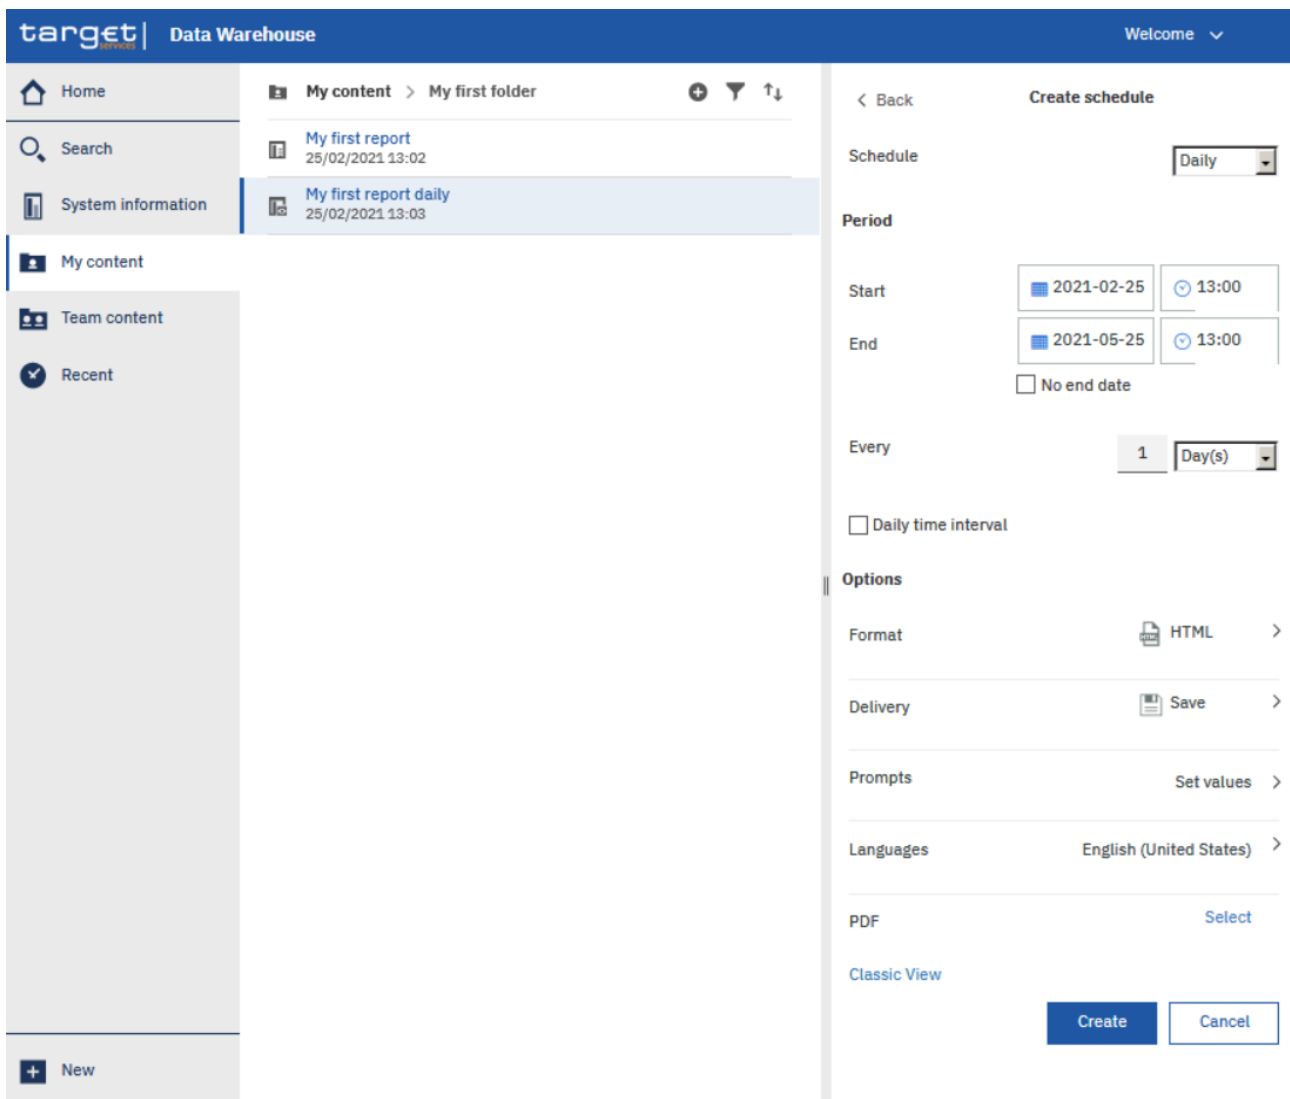 target| Data Warehouse Welcome
services
Home
Search
System information
My content
Team content
Recent
New
My content > My first folder
My first report
25/02/2021 13:02
My first report daily
25/02/2021 13:03
< Back Create schedule
Schedule Daily
Period
Start 2021-02-25 13:00
End 2021-05-25 13:00
No end date
Every 1 Day(s)
Daily time interval
Options
Format HTML
Delivery Save
Prompts Set values
Languages English (United States)
PDF Select
Classic View
Create Cancel